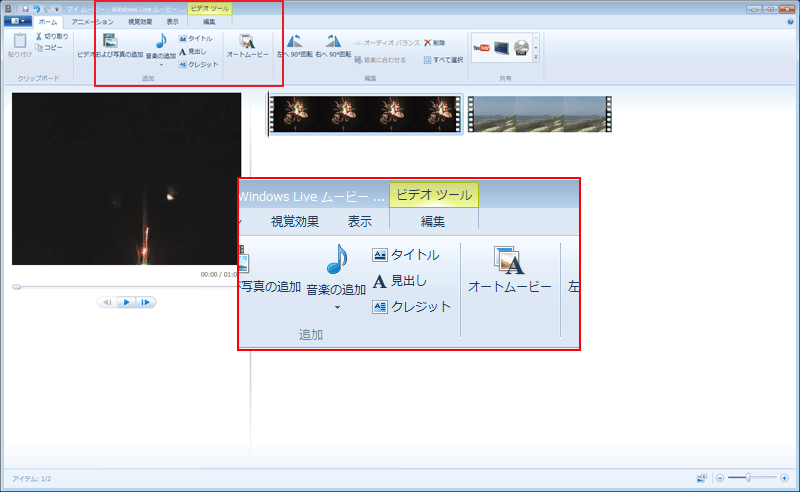 マイ ムービー - Windows Live ムービー ...
ビデオ ツール
ホーム
アニメーション
視覚効果
表示
編集
貼り付け
切り取り
コピー
クリップボード
ビデオおよび写真の追加
音楽の追加
タイトル
見出し
クレジット
追加
オートムービー
左へ 90°回転
右へ 90°回転
オーディオ バランス
削除
音楽に合わせる
すべて選択
編集
YouTube
共有
Windows Live ムービー ...
ビデオ ツール
視覚効果
表示
編集
写真の追加
音楽の追加
タイトル
見出し
クレジット
追加
オートムービー
左
00:00 / 01:0
アイテム: 1/2